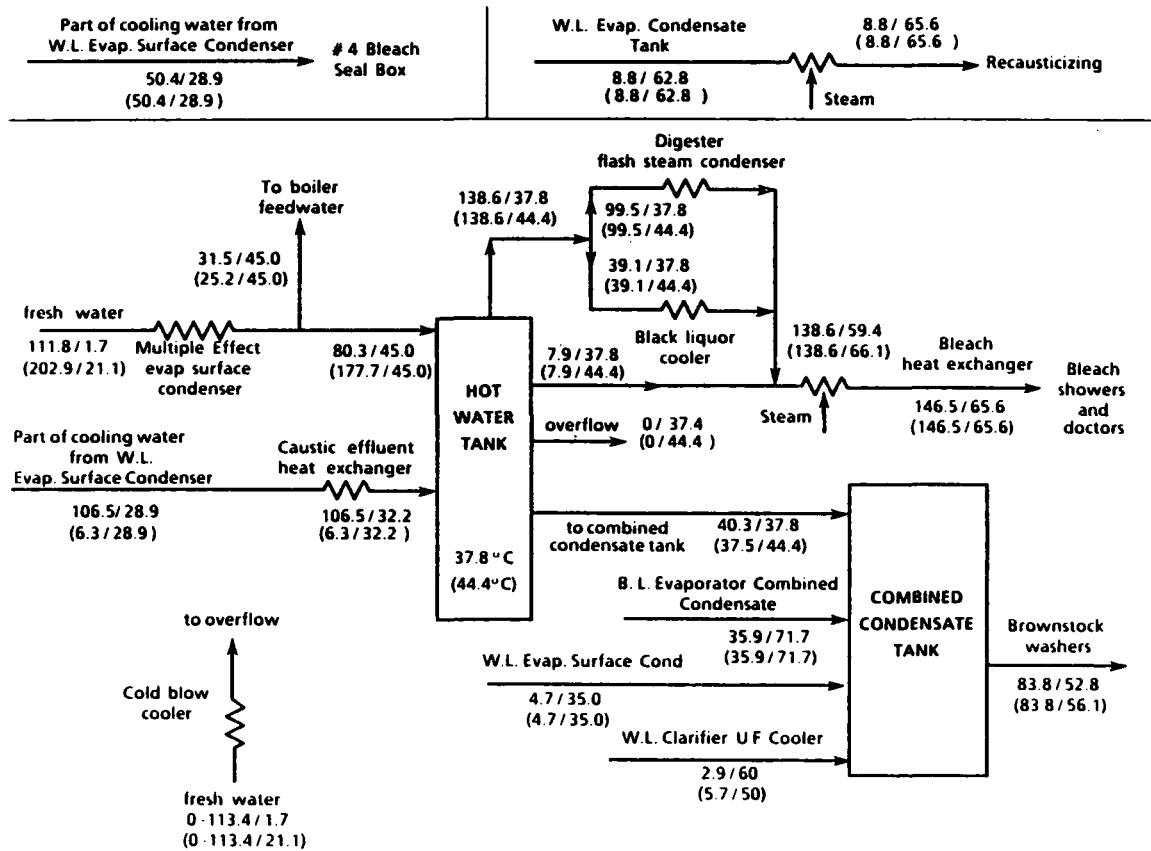 Part of cooling water from
W.L. Evap. Surface Condenser
50.4/28.9
(50.4/28.9)
# 4 Bleach
Seal Box
W.L. Evap. Condensate
Tank
8.8/ 62.8
(8.8/ 62.8)
8.8/ 65.6
(8.8/ 65.6)
Recausticizing
Steam
Digester
flash steam condenser
To boiler
feedwater
138.6/37.8
(138.6/44.4)
99.5/37.8
(99.5/44.4)
31.5/45.0
(25.2/45.0)
39.1/37.8
(39.1/44.4)
fresh water
111.8/1.7
(202.9/21.1)
Multiple Effect
evap surface
condenser
80.3/45.0
(177.7/45.0)
Black liquor
cooler
7.9/37.8
(7.9/44.4)
138.6/59.4
(138.6/66.1)
Bleach
heat exchanger
146.5/65.6
(146.5/65.6)
Bleach
showers
and
doctors
Steam
HOT
WATER
TANK
overflow
0/ 37.4
(0/44.4 )
Part of cooling water
from W.L.
Evap. Surface Condenser
106.5/28.9
(6.3/28.9)
Caustic effluent
heat exchanger
106.5/32.2
(6.3/32.2 )
to combined
condensate tank
40.3/37.8
(37.5/44.4)
37.8°C
(44.4°C)
B. L. Evaporator Combined
Condensate
35.9/71.7
(35.9/71.7)
COMBINED
CONDENSATE
TANK
Brownstock
washers
83.8/52.8
(83 8/56.1)
W.L. Evap. Surface Cond
4.7/35.0
(4.7/35.0)
W.L. Clarifier U F Cooler
2.9/60
(5.7/50)
to overflow
Cold blow
cooler
fresh water
0 ·113.4/1.7
(0 ·113.4/21.1)